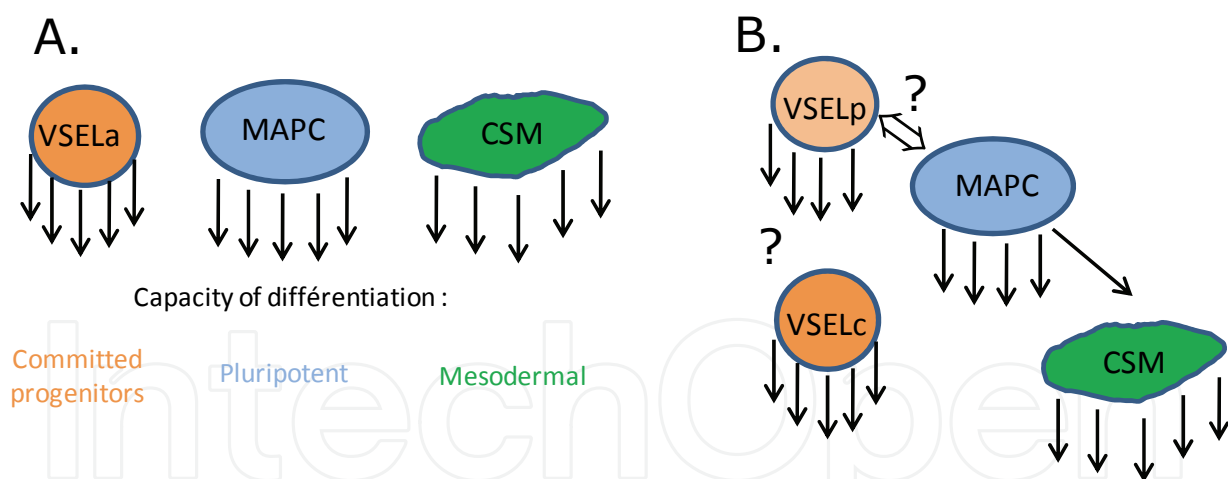 A.
VSELa
MAPC
CSM
Capacity of différentiation :
Committed
progenitors
Pluripotent
Mesodermal
B.
VSELp
?
MAPC
?
VSELc
CSM
IntechOpen